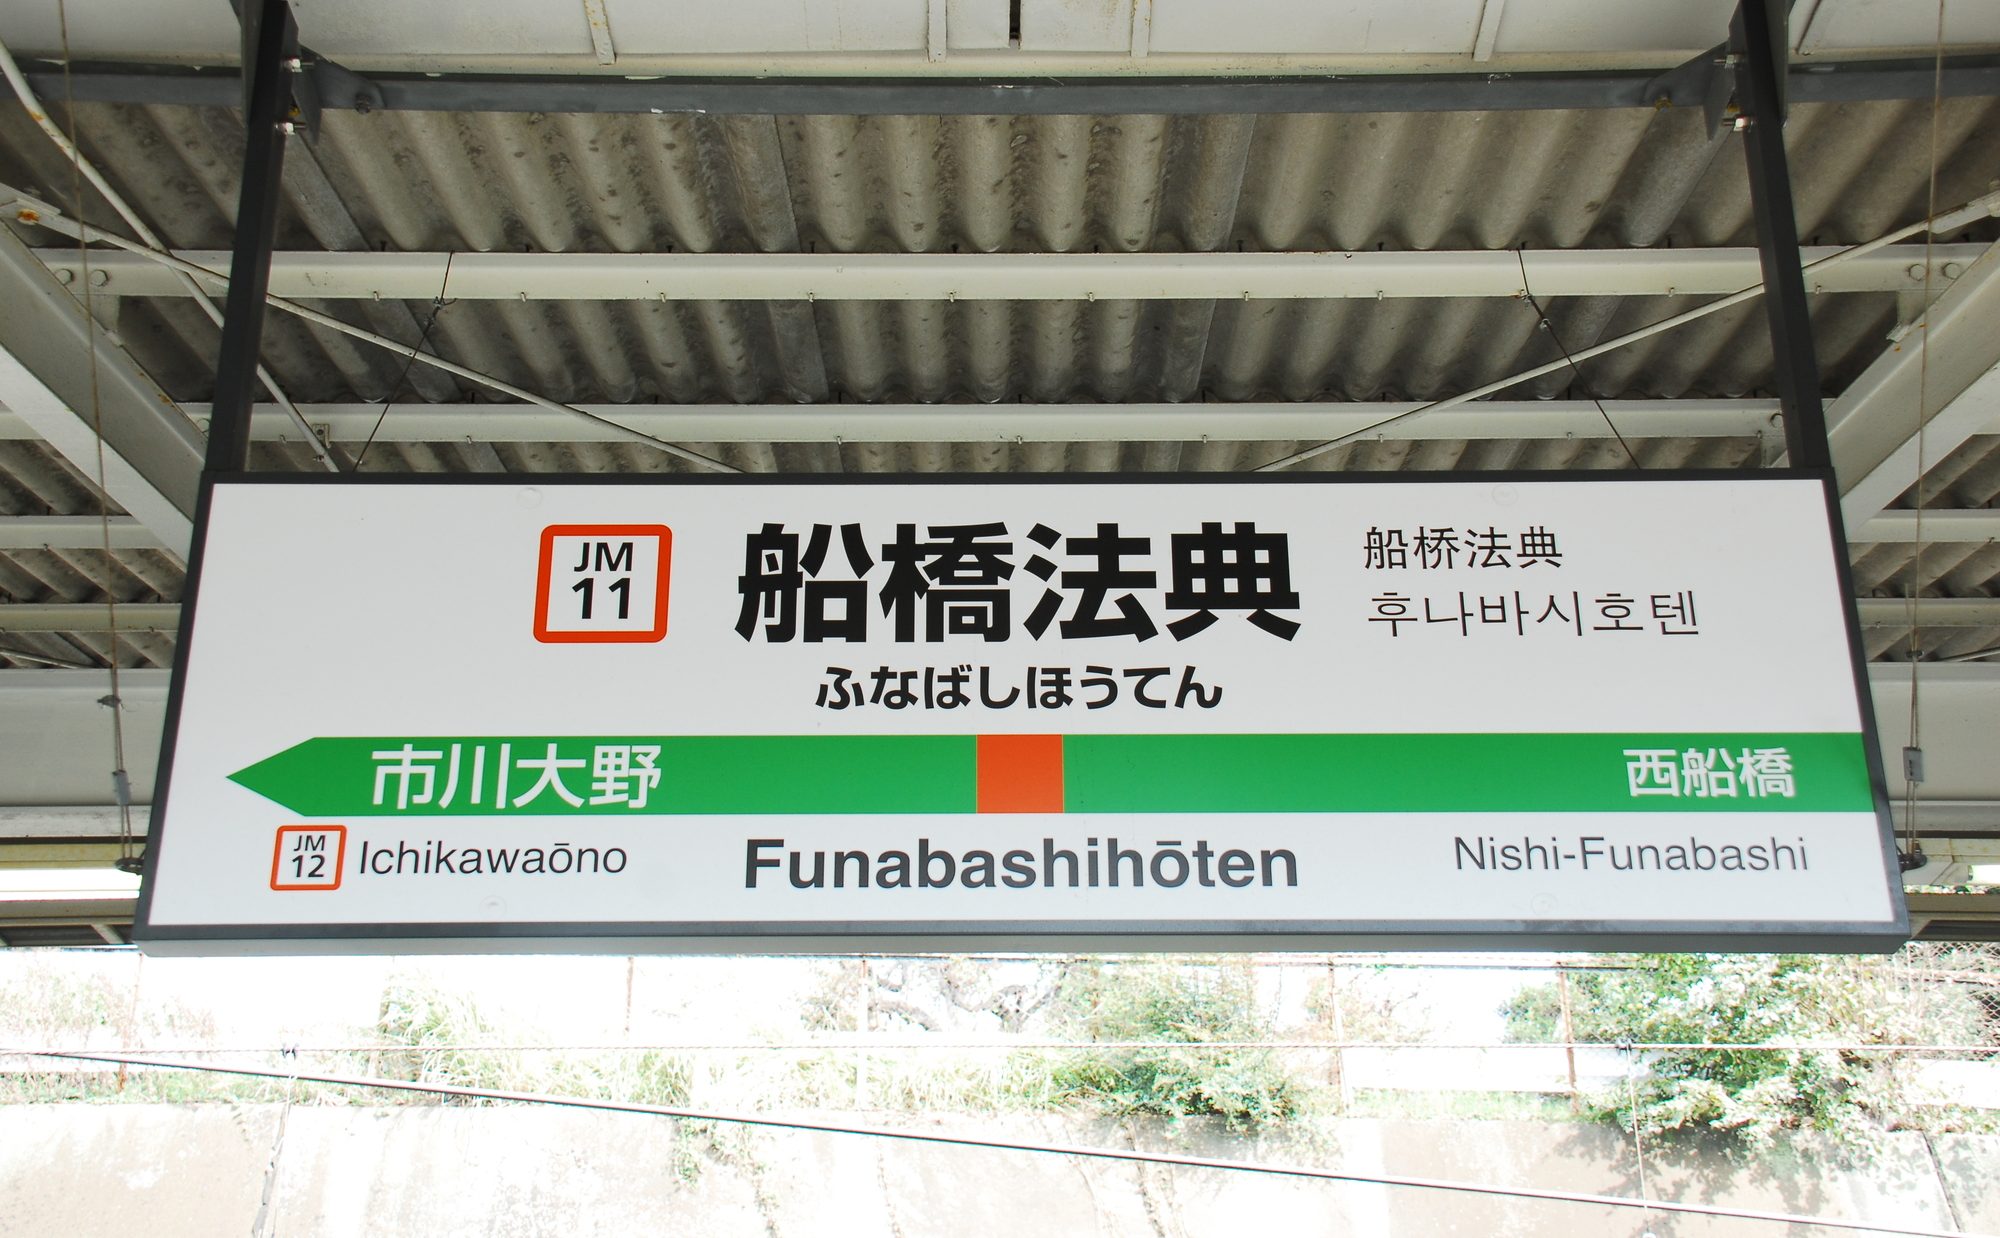 JM
11
船橋法典
船桥法典
후나바시호텐
ふなばしほうてん
市川大野
西船橋
JM
12
Ichikawaōno
Funabashihōten
Nishi-Funabashi